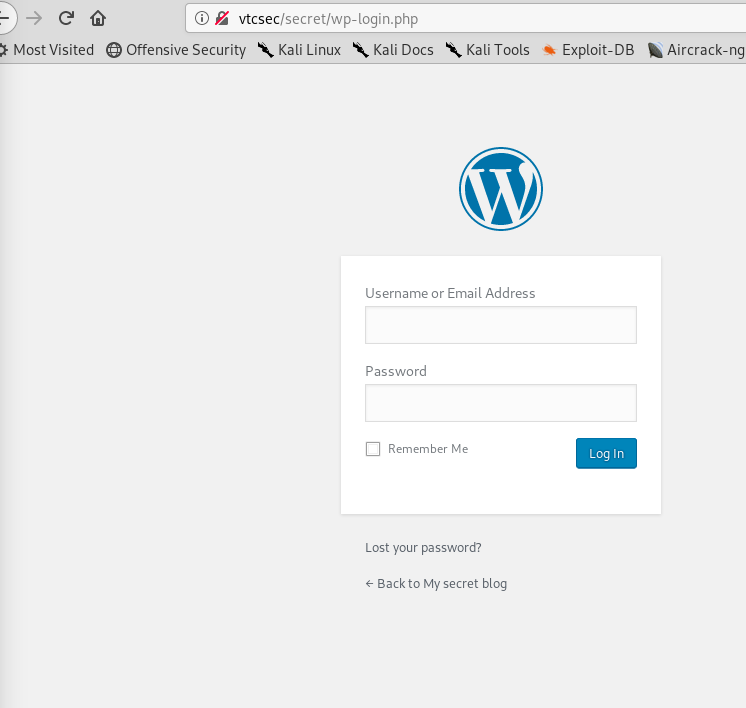 vtcsec/secret/wp-login.php
Most Visited Offensive Security Kali Linux Kali Docs Kali Tools Exploit-DB Aircrack-ng
W
Username or Email Address
Password
Remember Me Log In
Lost your password?
← Back to My secret blog